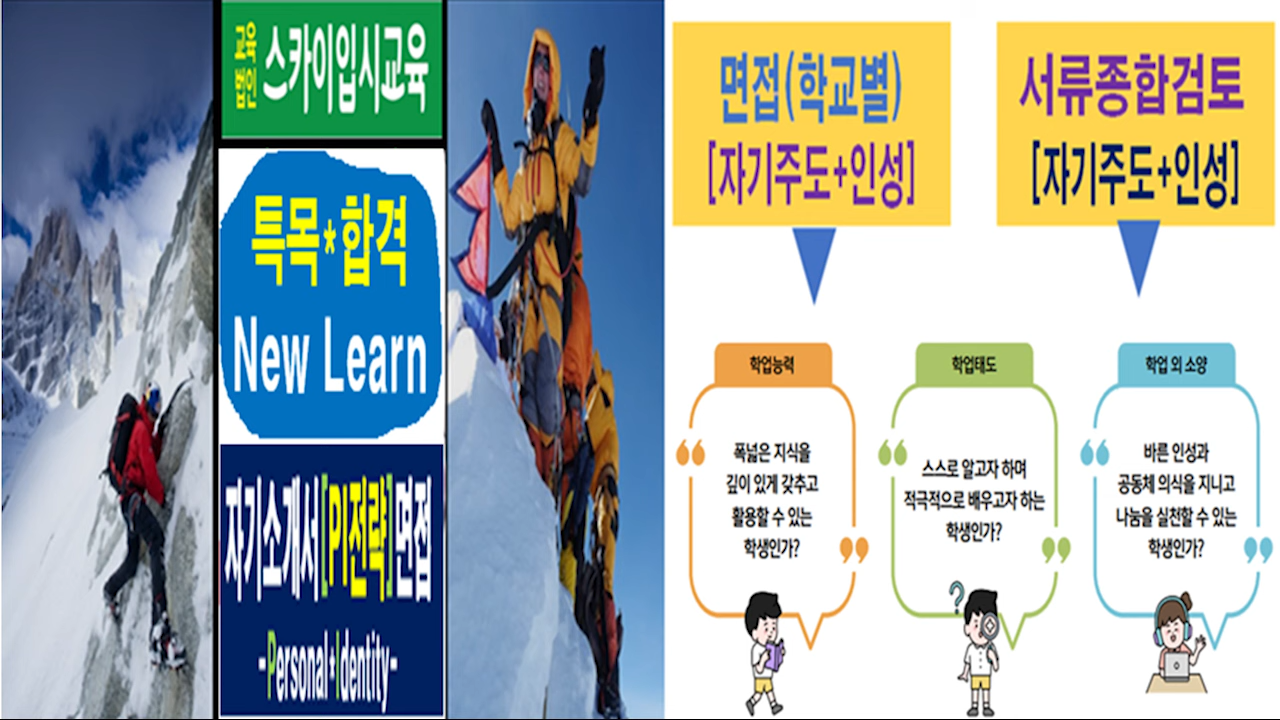 교육
법인
스카이입시교육
특목*합격
New Learn
자기소개서[PI전략]면접
-Personal+Identity-
면접(학교별)
[자기주도+인성]
서류종합검토
[자기주도+인성]
학업능력
폭넓은 지식을
깊이 있게 갖추고
활용할 수 있는
학생인가?
학업태도
스스로 알고자 하며
적극적으로 배우고자 하는
학생인가?
학업 외 소양
바른 인성과
공동체 의식을 지니고
나눔을 실천할 수 있는
학생인가?